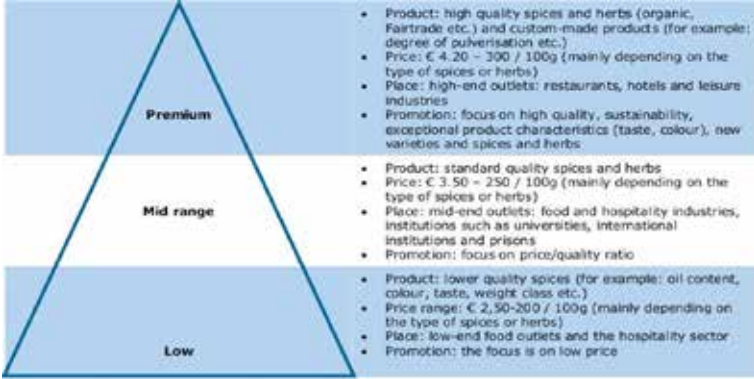 Premium
• Product: high quality spices and herbs (organic,
Fairtrade etc.) and custom-made products (for example:
degree of pulverisation etc.)
• Price: € 4.20 – 300 / 100g (mainly depending on the
type of spices or herbs)
• Place: high-end outlets: restaurants, hotels and leisure
industries
• Promotion: focus on high quality, sustainability,
exceptional product characteristics (taste, colour), new
varieties and spices and herbs
Mid range
• Product: standard quality spices and herbs
• Price: € 3.50 – 250 / 100g (mainly depending on the
type of spices or herbs)
• Place: mid-end outlets: food and hospitality industries,
institutions such as universities, international
institutions and prisons
• Promotion: focus on price/quality ratio
Low
• Product: lower quality spices (for example: oil content,
colour, taste, weight class etc.)
• Price range: € 2,50-200 / 100g (mainly depending on
the type of spices or herbs)
• Place: low-end food outlets and the hospitality sector
• Promotion: the focus is on low price